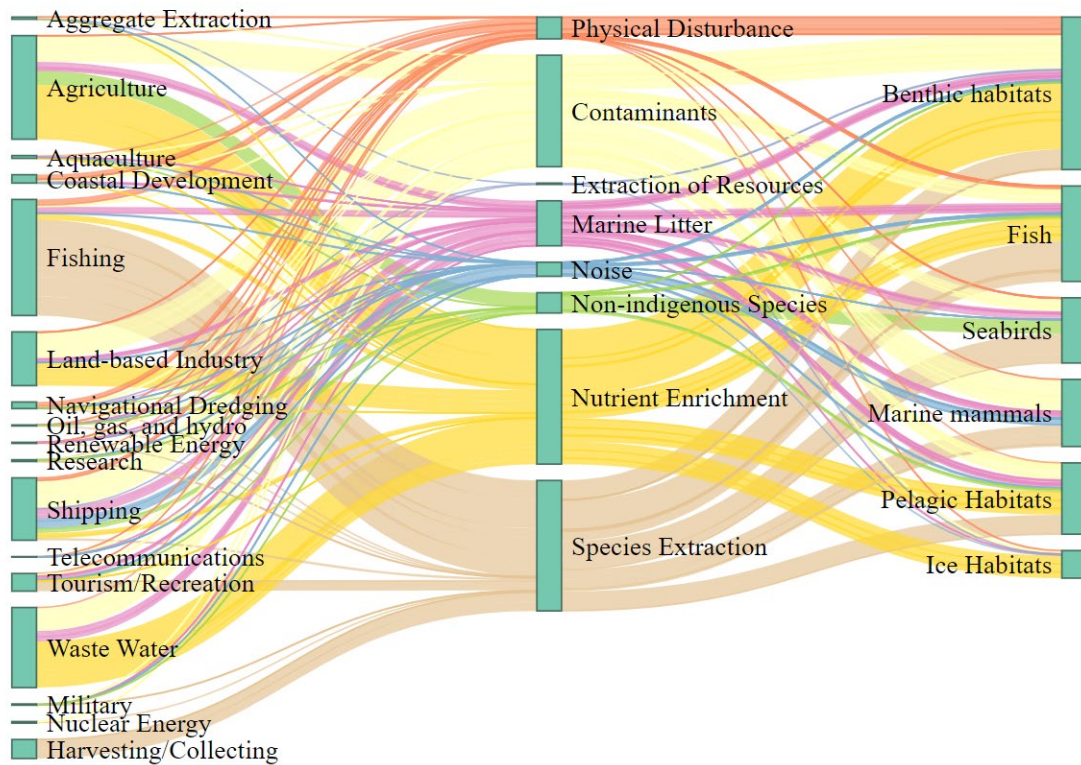 Aggregate Extraction
Agriculture
Aquaculture
Coastal Development
Fishing
Land-based Industry
Navigational Dredging
Oil, gas, and hydro
Renewable Energy
Research
Shipping
Telecommunications
Tourism/Recreation
Waste Water
Military
Nuclear Energy
Harvesting/Collecting
Physical Disturbance
Contaminants
Extraction of Resources
Marine Litter
Noise
Non-indigenous Species
Nutrient Enrichment
Species Extraction
Benthic habitats
Fish
Seabirds
Marine mammals
Pelagic Habitats
Ice Habitats